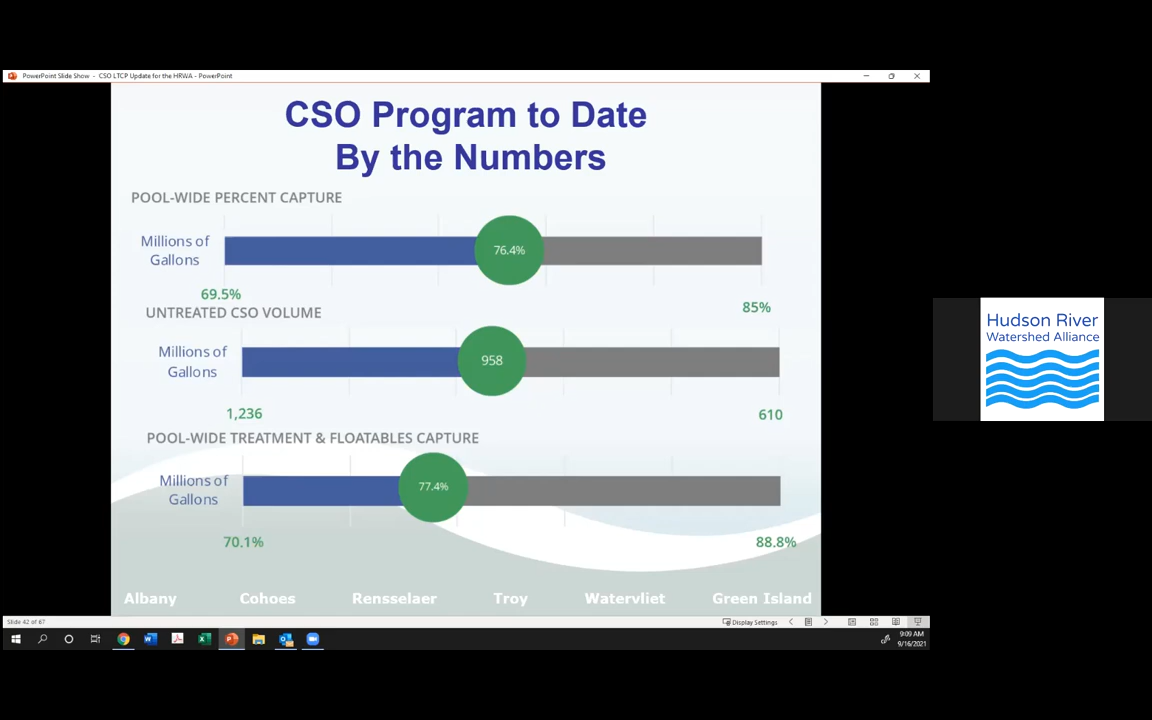 PowerPoint Slide Show - CSO LTCP Update for the HRWA - PowerPoint
CSO Program to Date
By the Numbers
POOL-WIDE PERCENT CAPTURE
Millions of
Gallons
76.4%
69.5%
85%
UNTREATED CSO VOLUME
Millions of
Gallons
958
1,236
610
POOL-WIDE TREATMENT & FLOATABLES CAPTURE
Millions of
Gallons
77.4%
70.1%
88.8%
Albany Cohoes Rensselaer Troy Watervliet Green Island
Slide 42 of 67
Display Settings
9:09 AM
9/16/2021
Hudson River
Watershed Alliance